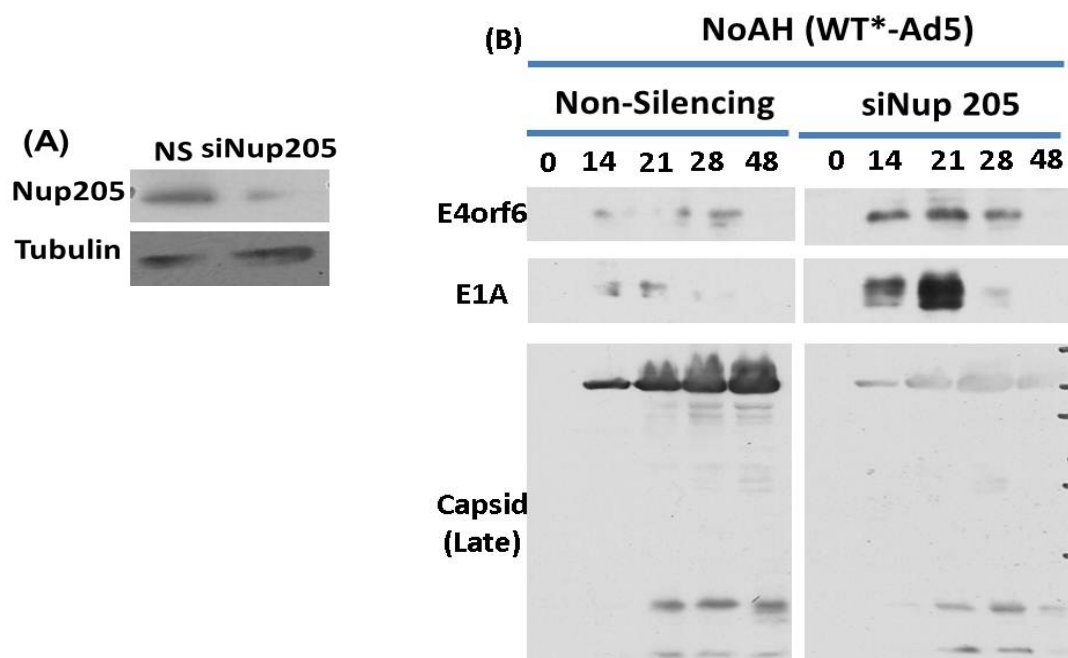 (A)
NS siNup205
Nup205
Tubulin
(B)
NoAH (WT*-Ad5)
Non-Silencing siNup 205
0 14 21 28 48 0 14 21 28 48
E4orf6
E1A
Capsid
(Late)